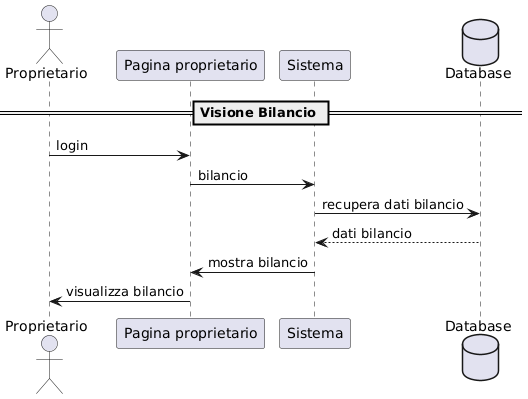 Proprietario
Pagina proprietario
Sistema
Database
Visione Bilancio
login
bilancio
recupera dati bilancio
dati bilancio
mostra bilancio
visualizza bilancio
Proprietario
Pagina proprietario
Sistema
Database